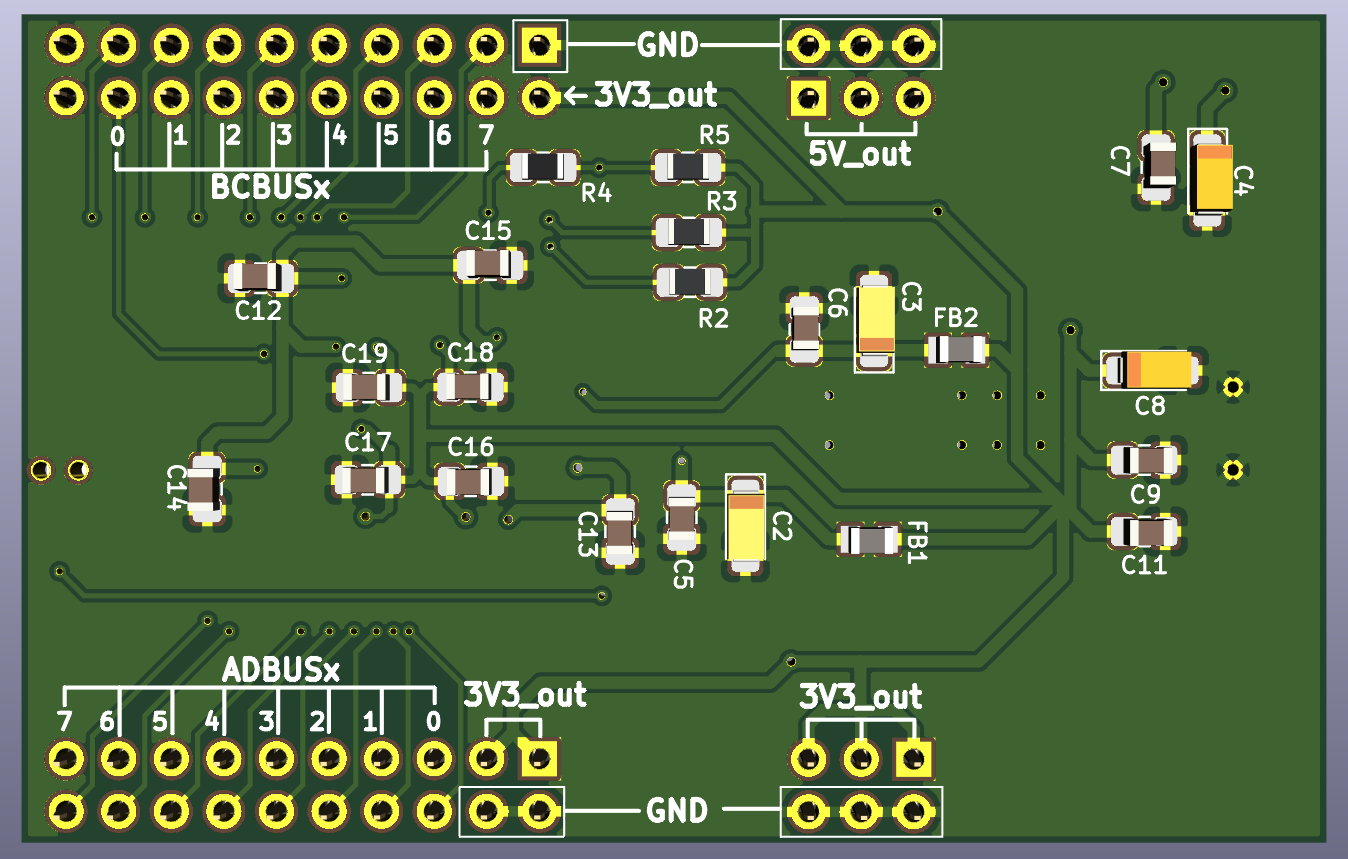 GND
← 3V3_out
0 1 2 3 4 5 6 7
BCBUSx
5V_out
R5
R4
R3
C7
C4
C15
C12
R2
C6
C3
FB2
C19
C18
C8
C17
C16
C14
C9
C13
C5
C2
FB1
C11
ADBUSx
7 6 5 4 3 2 1 0
3V3_out
3V3_out
GND